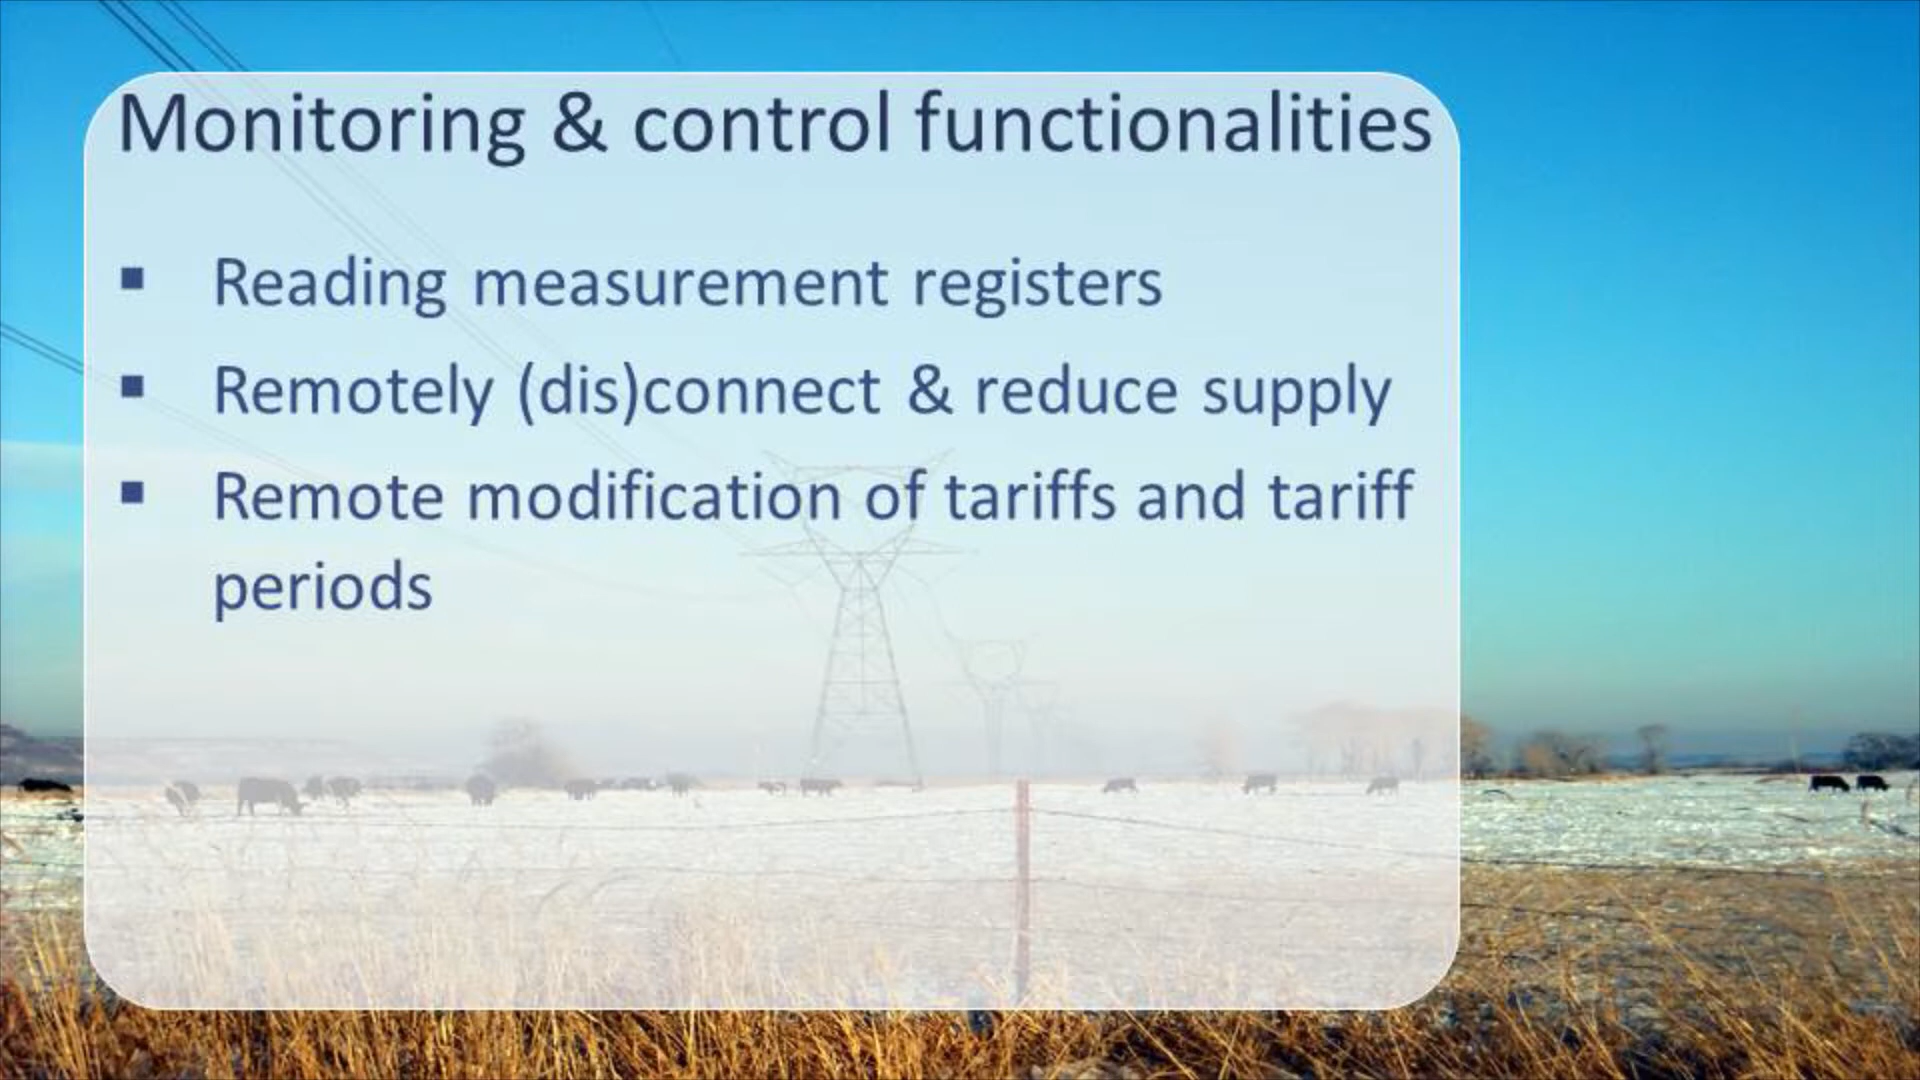 Monitoring & control functionalities
▪ Reading measurement registers
▪ Remotely (dis)connect & reduce supply
▪ Remote modification of tariffs and tariff
periods